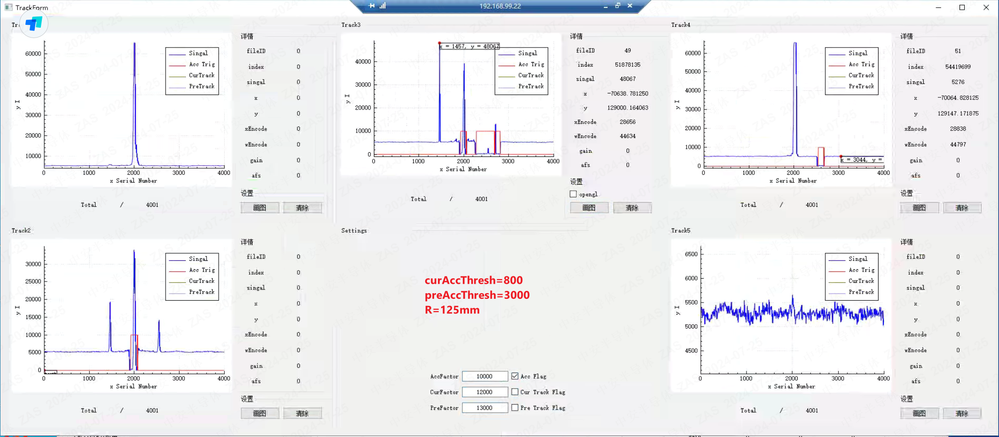 TrackForm
192.168.99.22
Tra
60000
50000
40000
30000
20000
10000
y I
0 1000 2000 3000 4000
x Serial Number
Singal
Acc Trig
CurTrack
PreTrack
Total / 4001
详情
fileID 0
index 0
singal 0
x 0
y 0
xEncode 0
wEncode 0
gain 0
afs 0
设置
画图 清除
Track3
x = 1457, y = 48067
40000
30000
20000
10000
0
y I
0 1000 2000 3000 4000
x Serial Number
Singal
Acc Trig
CurTrack
PreTrack
Total / 4001
详情
fileID 49
index 51878135
singal 48067
x -70638.781250
y 129000.164063
xEncode 28656
wEncode 44634
gain 0
afs 0
设置
opengl
画图 清除
Track4
60000
50000
40000
30000
20000
10000
0
y I
x = 3044, y =
0 1000 2000 3000 4000
x Serial Number
Singal
Acc Trig
CurTrack
PreTrack
Total / 4001
详情
fileID 51
index 54419699
singal 5276
x -70064.828125
y 129147.171875
xEncode 28838
wEncode 44797
gain 0
afs 0
设置
画图 清除
Track2
30000
25000
20000
15000
10000
5000
0
y I
0 1000 2000 3000 4000
x Serial Number
Singal
Acc Trig
CurTrack
PreTrack
Total / 4001
详情
fileID 0
index 0
singal 0
x 0
y 0
xEncode 0
wEncode 0
gain 0
afs 0
设置
画图 清除
Settings
curAccThresh=800
preAccThresh=3000
R=125mm
AccFactor 10000 Acc Flag
CurFactor 12000 Cur Track Flag
PreFactor 13000 Pre Track Flag
Track5
6500
6000
5500
5000
4500
y I
0 1000 2000 3000 4000
x Serial Number
Singal
Acc Trig
CurTrack
PreTrack
Total / 4001
详情
fileID 0
index 0
singal 0
x 0
y 0
xEncode 0
wEncode 0
gain 0
afs 0
设置
画图 清除
中安半导体 ZAS 2024-07-25